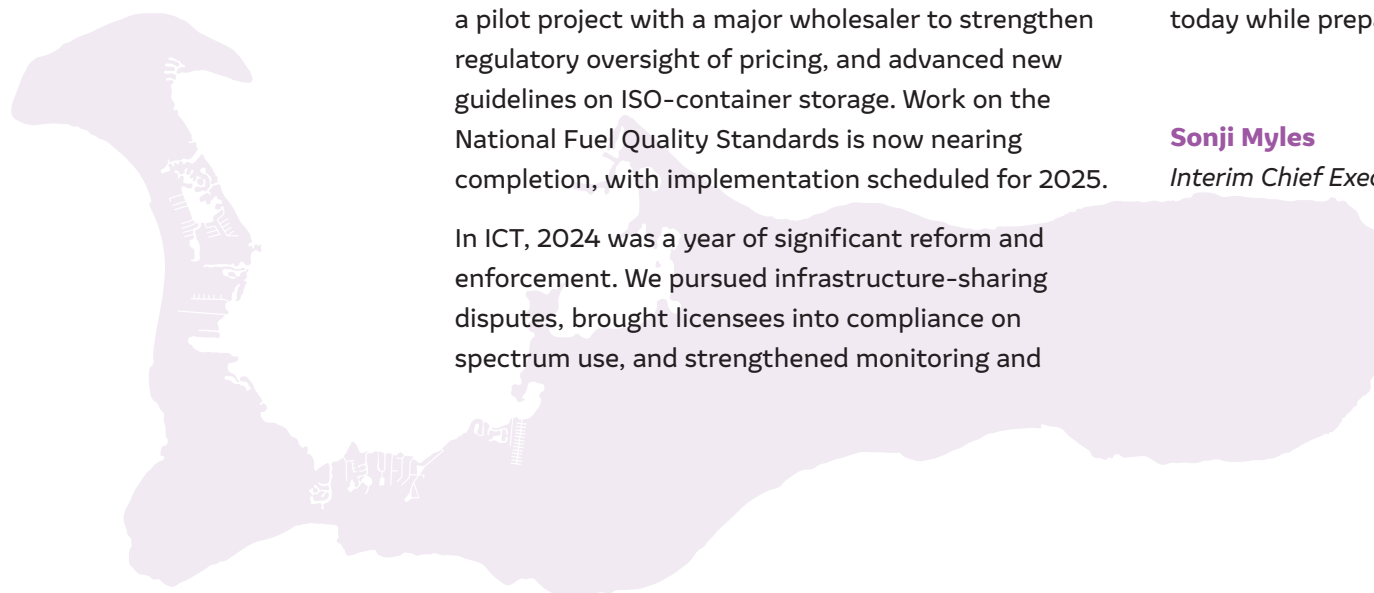 a pilot project with a major wholesaler to strengthen
regulatory oversight of pricing, and advanced new
guidelines on ISO-container storage. Work on the
National Fuel Quality Standards is now nearing
completion, with implementation scheduled for 2025.
In ICT, 2024 was a year of significant reform and
enforcement. We pursued infrastructure-sharing
disputes, brought licensees into compliance on
spectrum use, and strengthened monitoring and
today while
Sonji Myles
Interim Chief